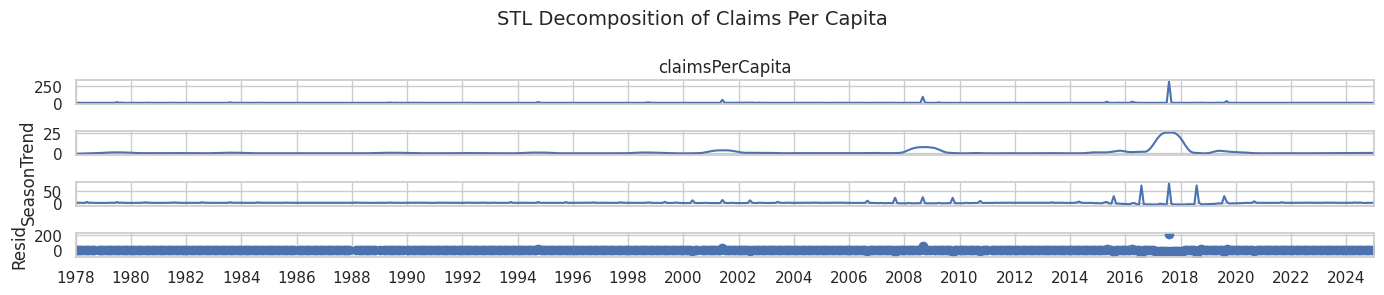 STL Decomposition of Claims Per Capita
claimsPerCapita
250
0
Trend
25
0
Season
50
0
Resid
200
0
1978 1980 1982 1984 1986 1988 1990 1992 1994 1996 1998 2000 2002 2004 2006 2008 2010 2012 2014 2016 2018 2020 2022 2024